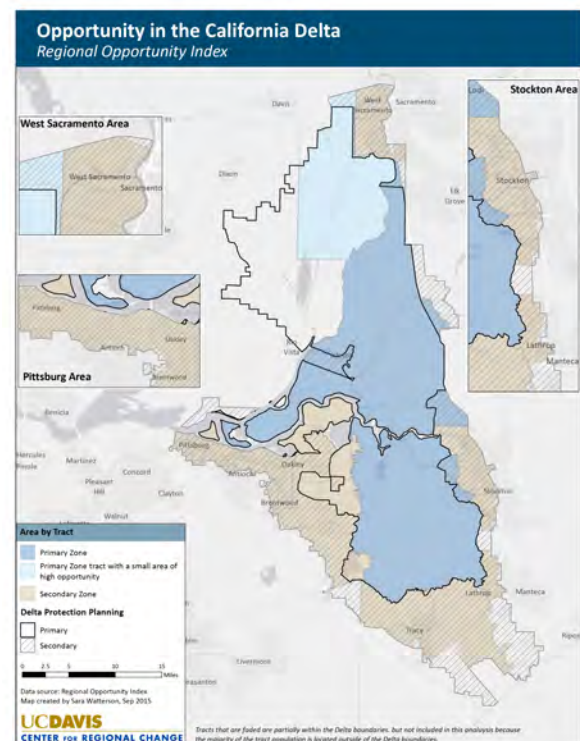 Opportunity in the California Delta
Regional Opportunity Index
West Sacramento Area
West Sacramento
Sacramento
Pittsburg
Antioch
Oakley
Brentwood
Pittsburg Area
Stockton Area
Lodi
Stockton
Lathrop
Manteca
Davis
West
Sacramento
Sacramento
Dixon
Elk
Grove
Rio
Vista
Benicia
Hercules
Pinole
Martinez
Concord
Pleasant
Hill
Clayton
Walnut
Pittsburg
Antioch
Oakley
Brentwood
Stockton
Lathrop
Manteca
Tracy
Ripon
Livermore
Area by Tract
Primary Zone
Primary Zone tract with a small area of
high opportunity
Secondary Zone
Delta Protection Planning
Primary
Secondary
0 2.5 5 10 15
Miles
Data source: Regional Opportunity Index
Map created by Sara Watterson, Sep 2015
UCDAVIS
CENTER FOR REGIONAL CHANGE
Tracts that are faded are partially within the Delta boundaries, but not included in this analysis because
the majority of the tract population is located outside of the Delta boundaries.